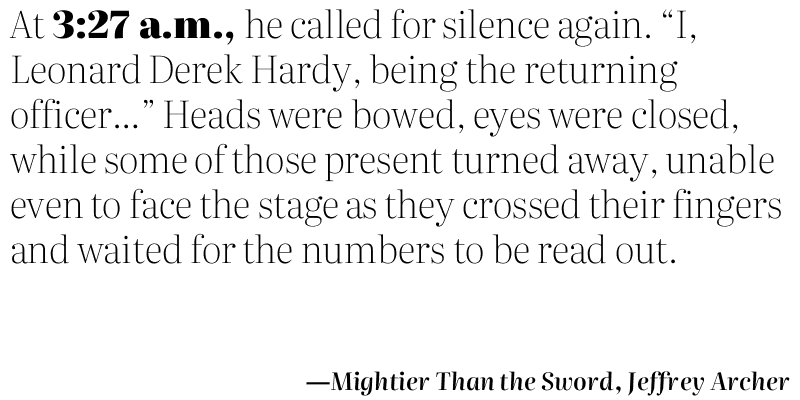 At 3:27 a.m., he called for silence again. “I,
Leonard Derek Hardy, being the returning
officer...” Heads were bowed, eyes were closed,
while some of those present turned away, unable
even to face the stage as they crossed their fingers
and waited for the numbers to be read out.
—Mightier Than the Sword, Jeffrey Archer